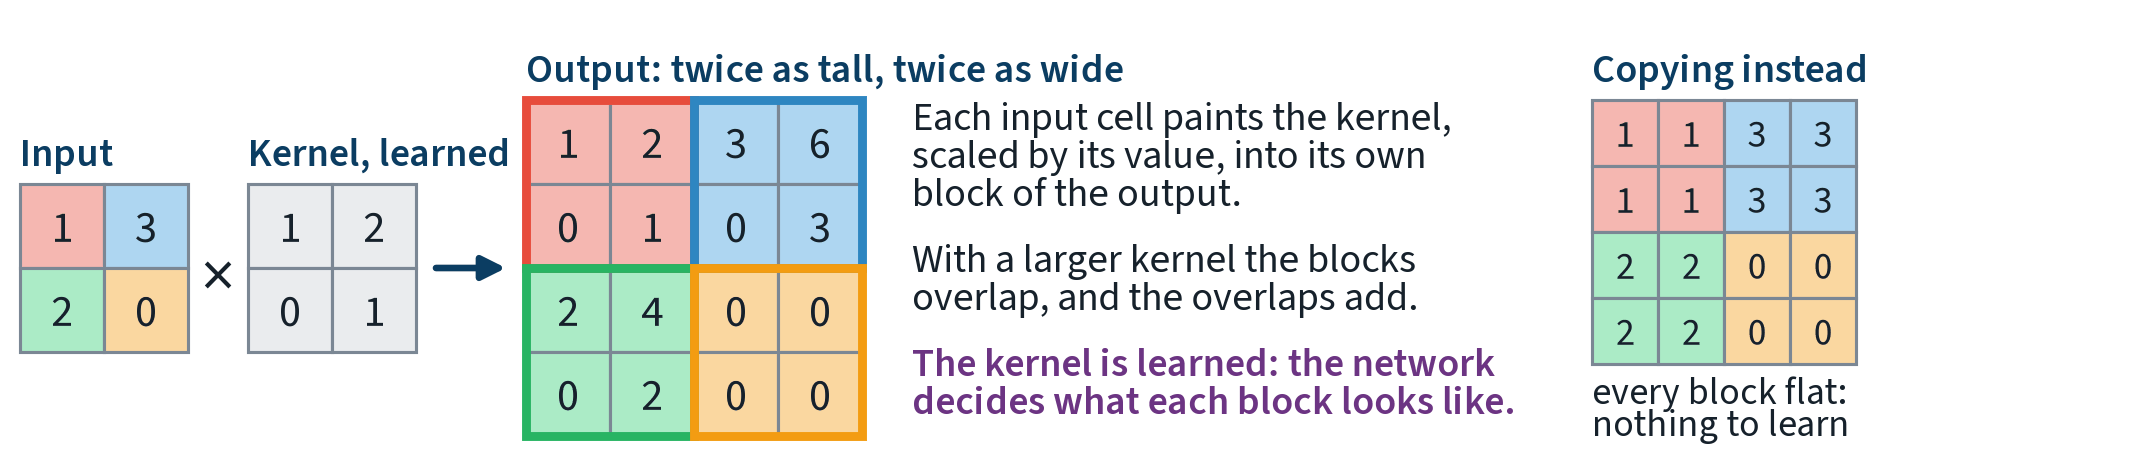 Input
1 3
2 0
×
Kernel, learned
1 2
0 1
Output: twice as tall, twice as wide
1 2 3 6
0 1 0 3
2 4 0 0
0 2 0 0
Each input cell paints the kernel,
scaled by its value, into its own
block of the output.
With a larger kernel the blocks
overlap, and the overlaps add.
The kernel is learned: the network
decides what each block looks like.
Copying instead
1 1 3 3
1 1 3 3
2 2 0 0
2 2 0 0
every block flat:
nothing to learn